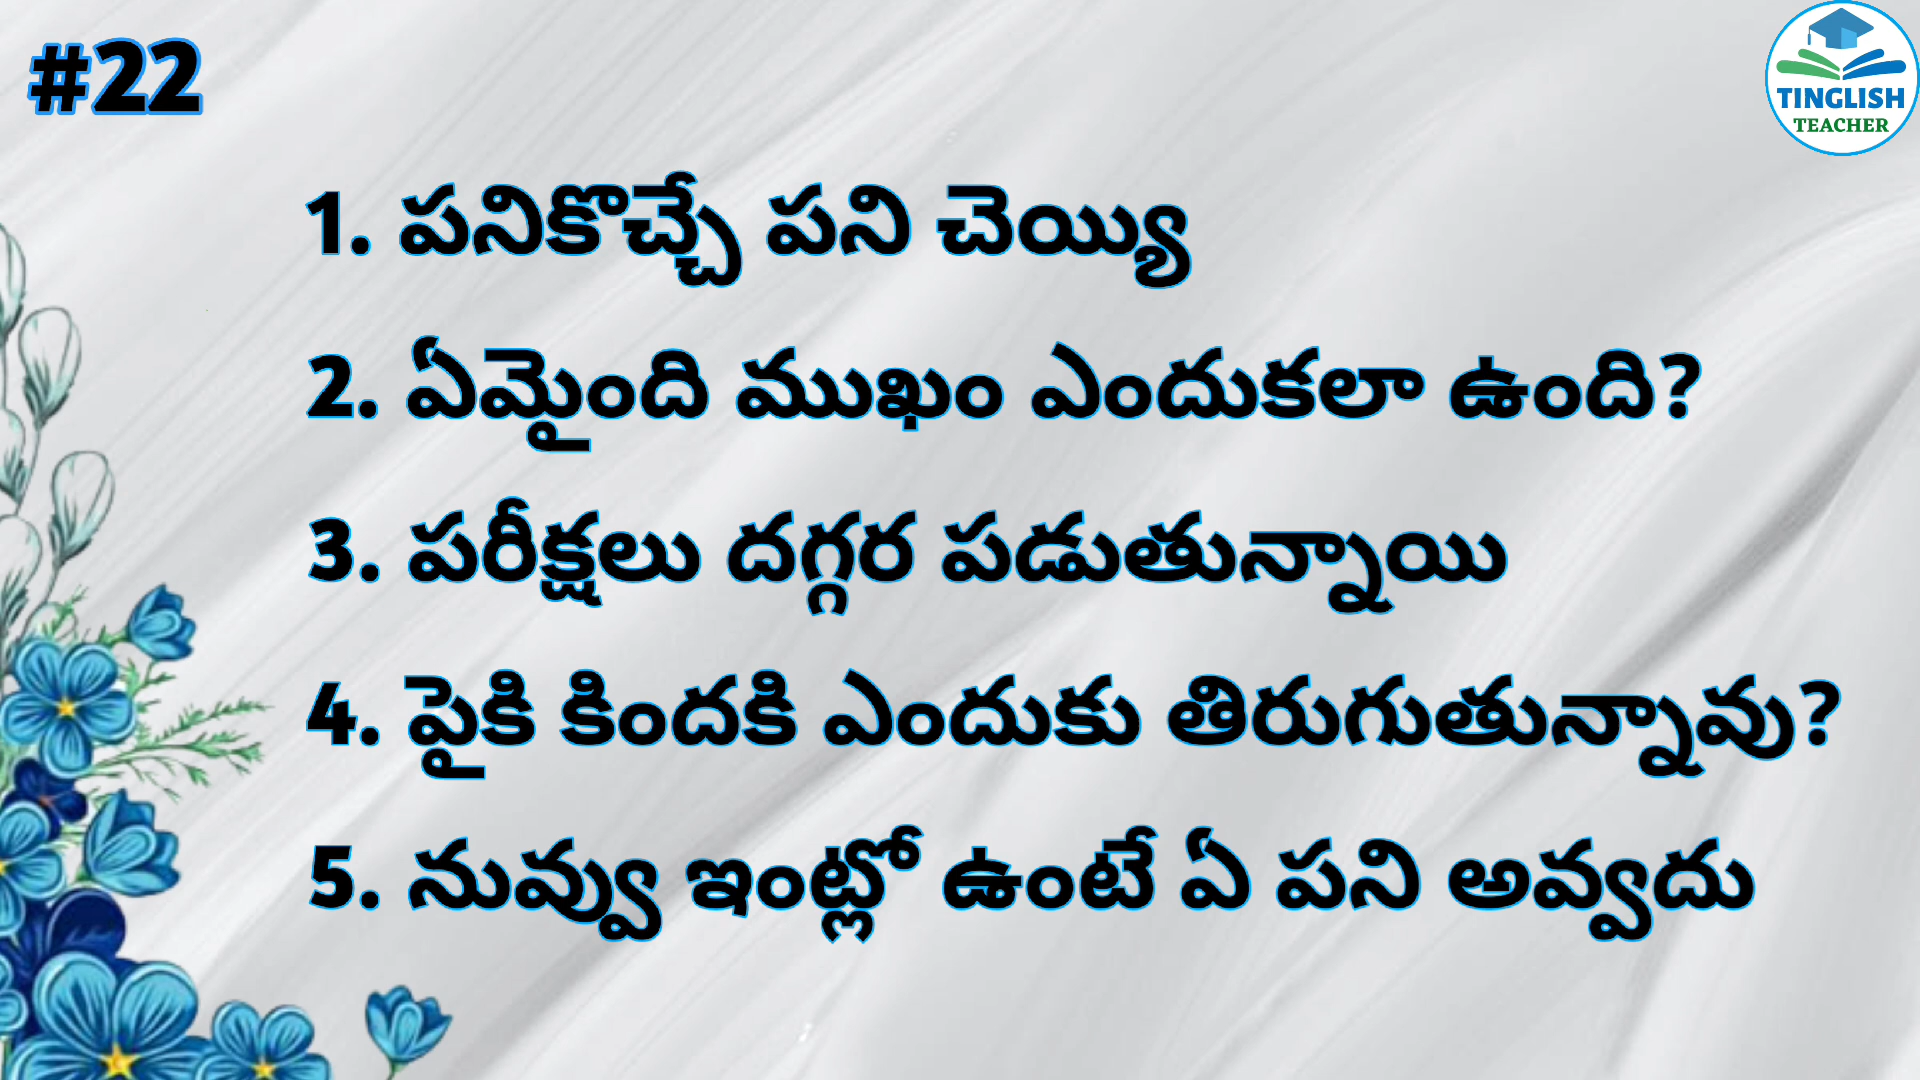 #22
TINGLISH
TEACHER
1. పనికొచ్చే పని చెయ్యి
2. ఏమైంది ముఖం ఎందుకలా ఉంది?
3. పరీక్షలు దగ్గర పడుతున్నాయి
4. పైకి కిందకి ఎందుకు తిరుగుతున్నావు?
5. నువ్వు ఇంట్లో ఉంటే ఏ పని అవ్వదు